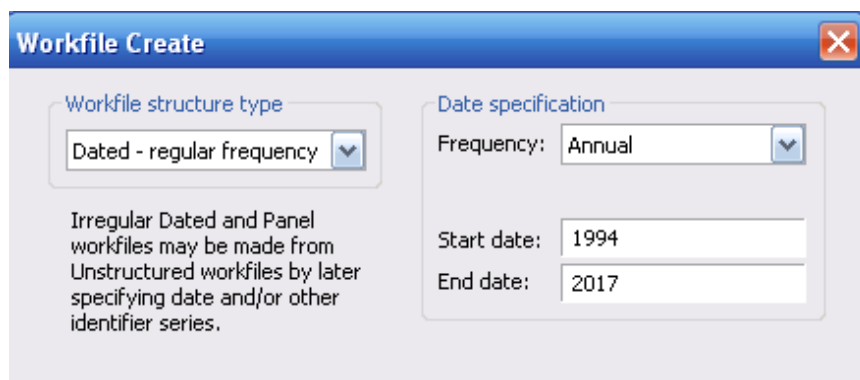 Workfile Create
Workfile structure type
Dated - regular frequency
Irregular Dated and Panel
workfiles may be made from
Unstructured workfiles by later
specifying date and/or other
identifier series.
Date specification
Frequency: Annual
Start date: 1994
End date: 2017